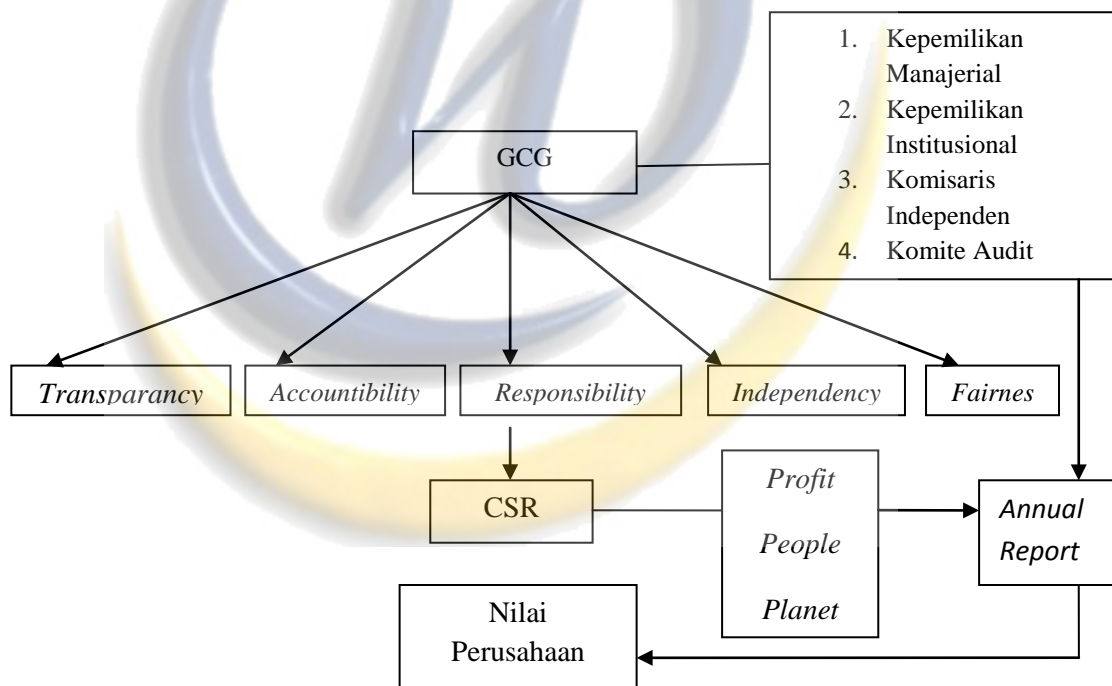 1. Kepemilikan
Manajerial
2. Kepemilikan
Institusional
3. Komisaris
Independen
4. Komite Audit
GCG
Transparancy
Accountibility
Responsibility
Independency
Fairnes
CSR
Profit
People
Planet
Annual
Report
Nilai
Perusahaan